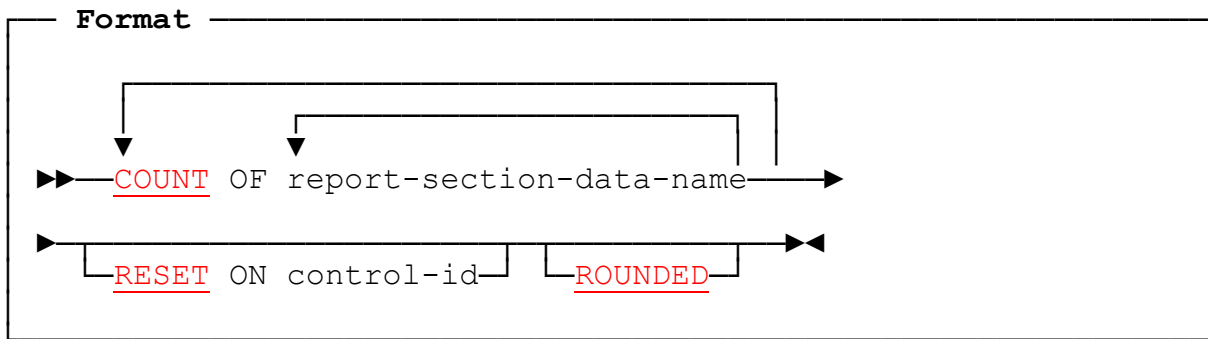 Format
COUNT OF report-section-data-name
RESET ON control-id ROUNDED